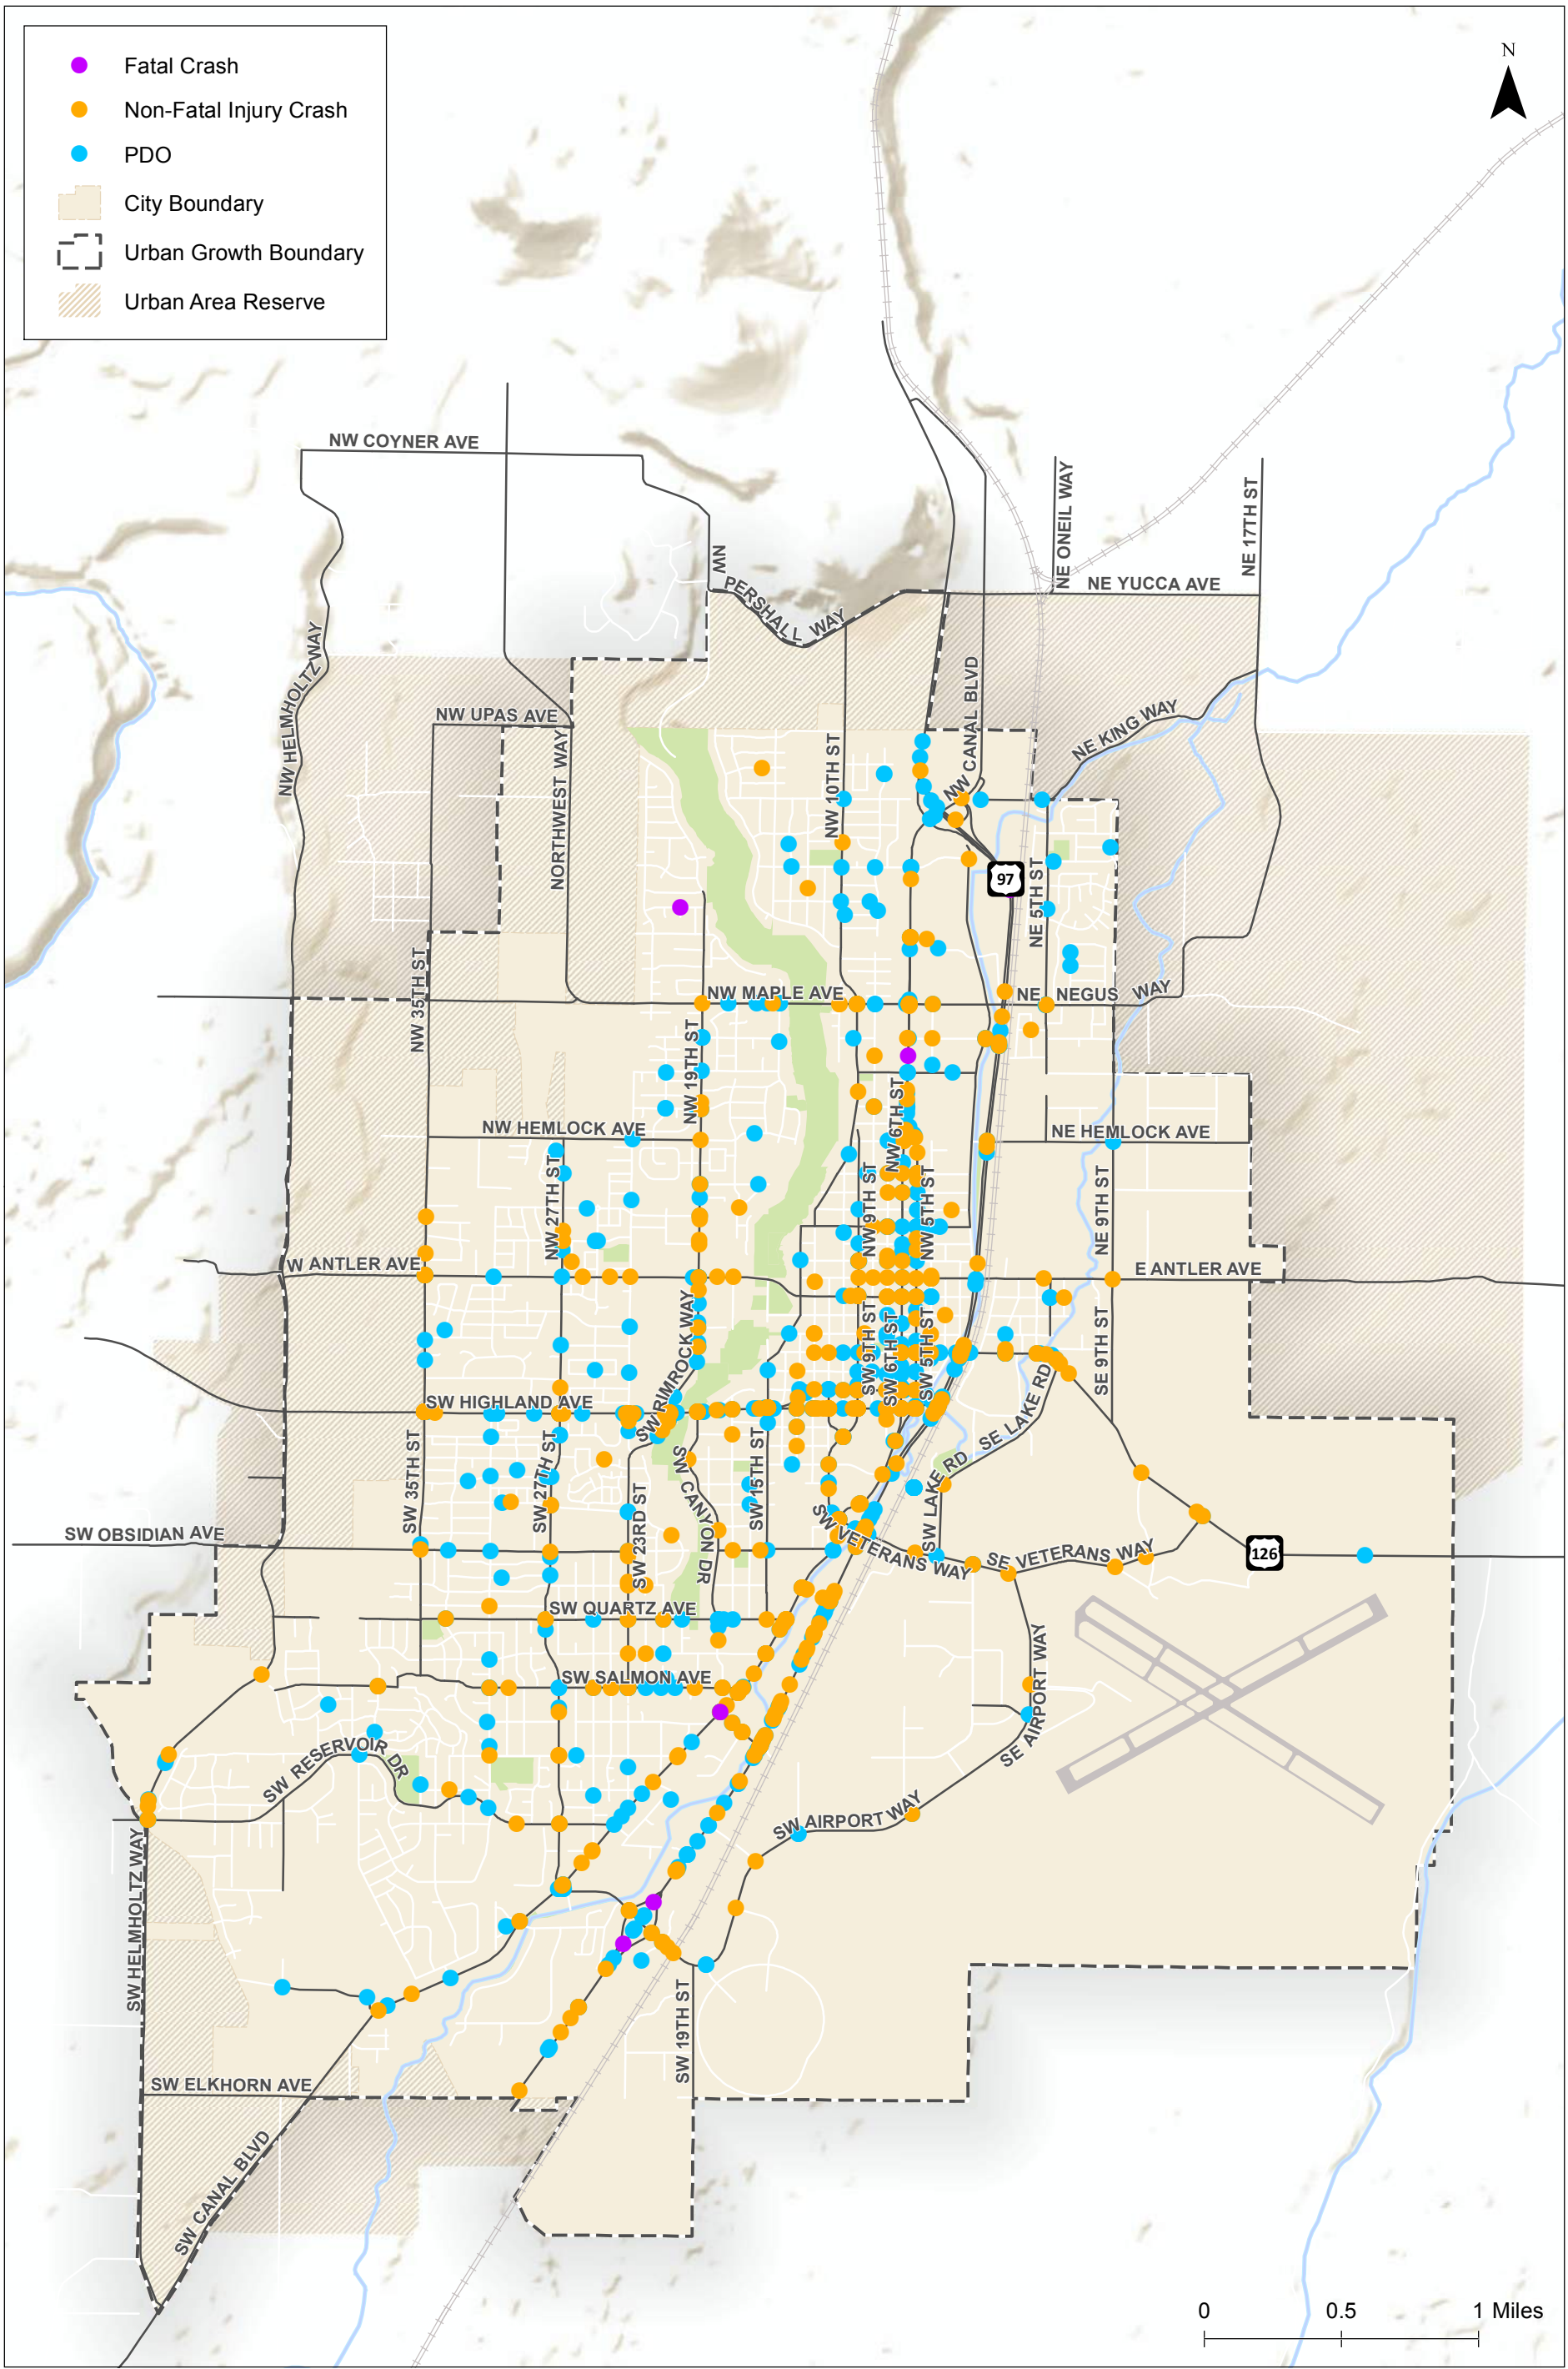 Fatal Crash
Non-Fatal Injury Crash
PDO
City Boundary
Urban Growth Boundary
Urban Area Reserve
N
NW COYNER AVE
NE ONEIL WAY
NE 17TH ST
NW
PERSHALL WAY
NE YUCCA AVE
NW HELMHOLTZ WAY
NW UPAS AVE
NORTHWEST WAY
NW 10TH ST
NW CANAL BLVD
NE KING WAY
97
NE 5TH ST
NW 35TH ST
NW MAPLE AVE
NE NEGUS WAY
NW 19TH ST
NW HEMLOCK AVE
NW 6TH ST
NE HEMLOCK AVE
NW 27TH ST
NW 9TH ST
NW 5TH ST
NE 9TH ST
W ANTLER AVE
E ANTLER AVE
SW RIMROCK WAY
SW 9TH ST
SW 6TH ST
SW 5TH ST
SE 9TH ST
SW HIGHLAND AVE
SE LAKE RD
SW 35TH ST
SW 27TH ST
SW 23RD ST
SW CANYON DR
SW 15TH ST
SW LAKE RD
SW OBSIDIAN AVE
SW VETERANS WAY
SE VETERANS WAY
126
SW QUARTZ AVE
SW SALMON AVE
SE AIRPORT WAY
SW RESERVOIR DR
SW AIRPORT WAY
SW HELMHOLTZ WAY
SW 19TH ST
SW ELKHORN AVE
SW CANAL BLVD
0 0.5 1 Miles